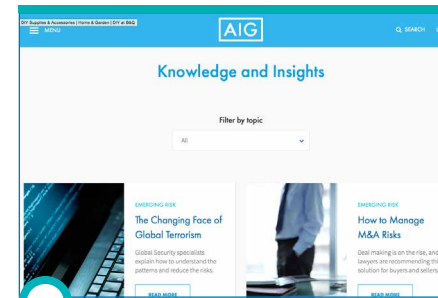 DIY Supplies & Accessories | Home & Garden | DIY at B&Q
MENU
AIG
SEARCH
Knowledge and Insights
Filter by topic
All
EMERGING RISK
The Changing Face of
Global Terrorism
Global Security specialists
explain how to understand the
patterns and reduce the risks.
READ MORE
EMERGING RISK
How to Manage
M&A Risks
Deal making is on the rise, and
lawyers are recommending this
solution for buyers and sellers.
READ MORE